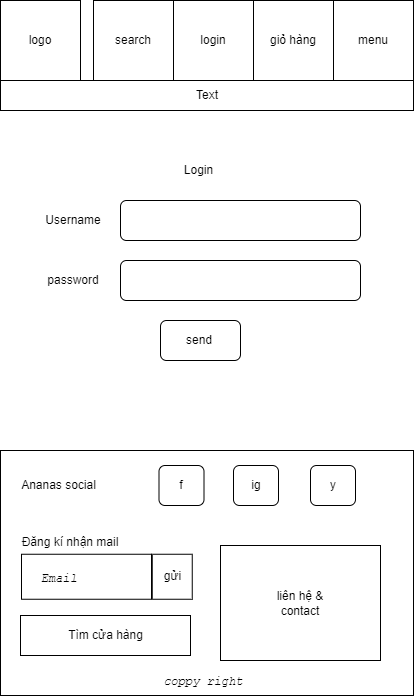 logo
search
login
giỏ hàng
menu
Text
Login
Username
password
send
Ananas social
f
ig
y
Đăng kí nhận mail
Email
gửi
liên hệ &
contact
Tìm cửa hàng
coppy right